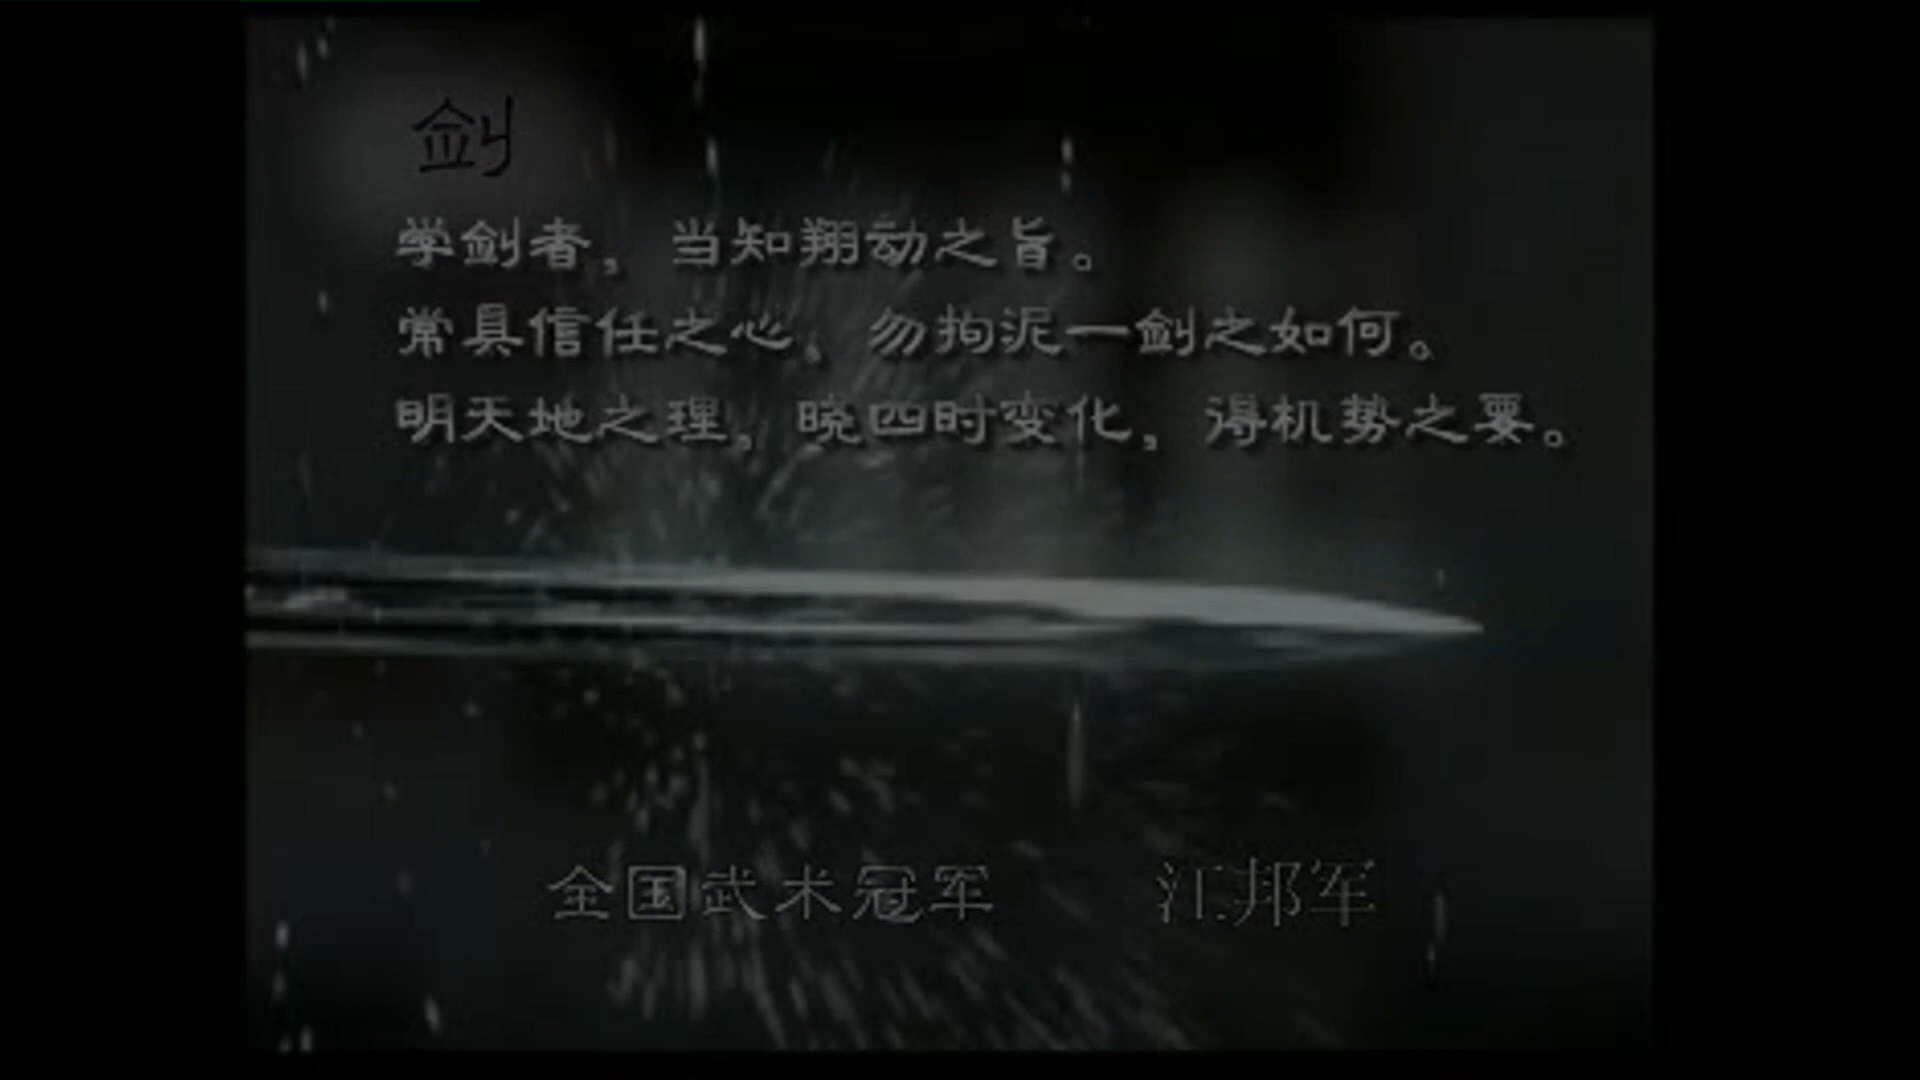 剑
学剑者，当知翔动之旨。
常具信任之心，勿拘泥一剑之如何。
明天地之理，晓四时变化，得机势之要。
全国武术冠军 江邦军